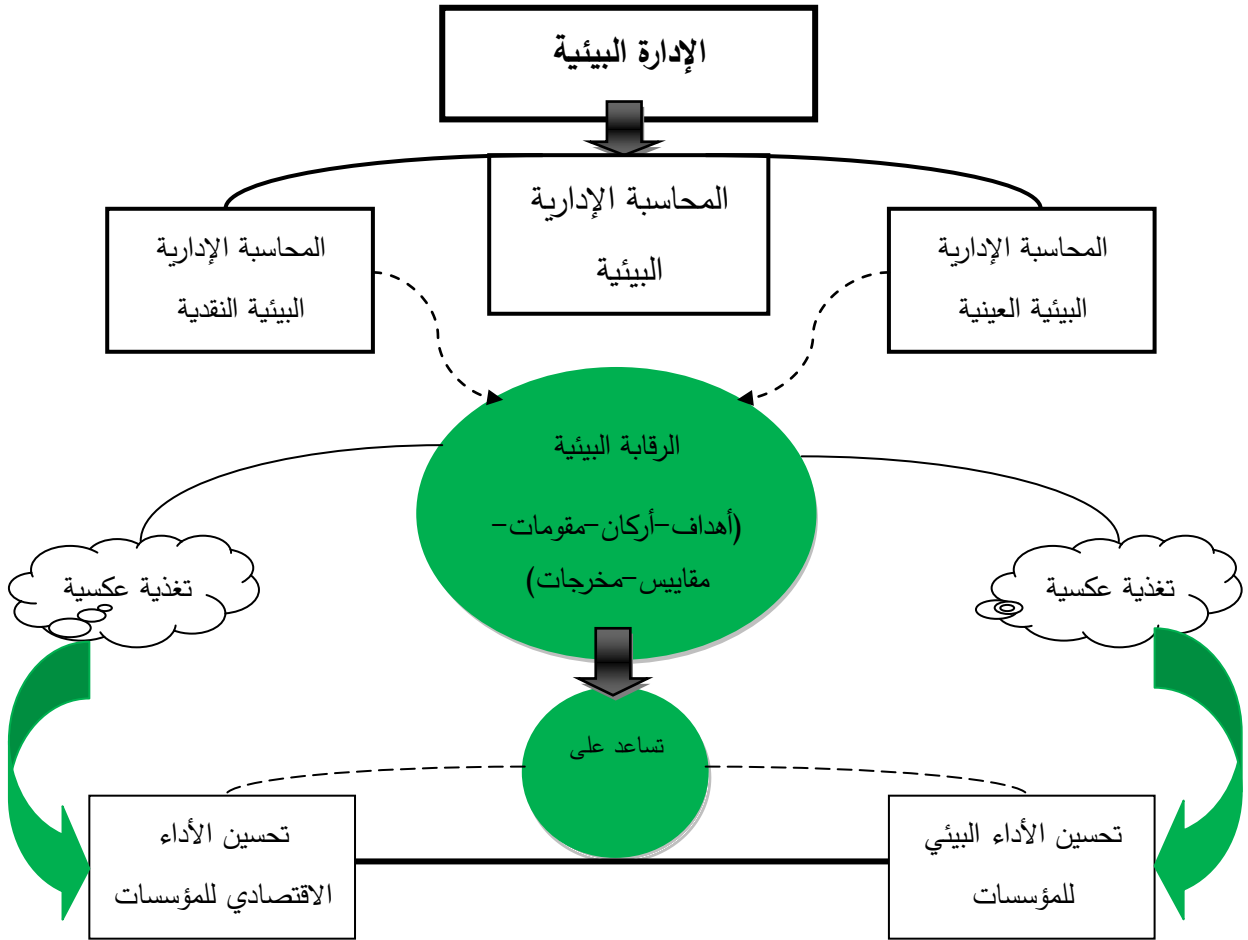 الإدارة البيئية
المحاسبة الإدارية
البيئية
المحاسبة الإدارية
البيئية العينية
المحاسبة الإدارية
البيئية النقدية
الرقابة البيئية
(أهداف-أركان-مقومات-
مقاييس-مخرجات)
تغذية عكسية
تغذية عكسية
تساعد على
تحسين الأداء البيئي
للمؤسسات
تحسين الأداء
الاقتصادي للمؤسسات